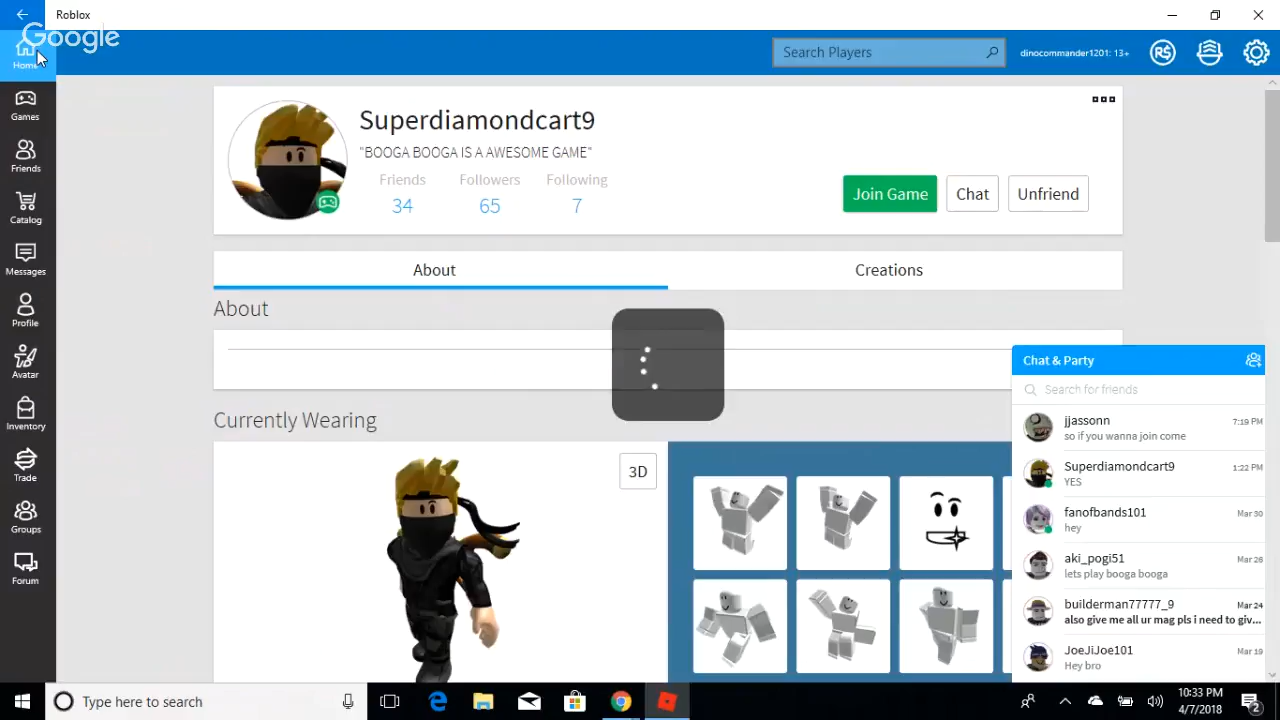 Roblox
Google
Home
Search Players
dinocommander1201: 13+
R$
Games
Friends
Catalog
Messages
Profile
Avatar
Inventory
Trade
Groups
Forum
Superdiamondcart9
"BOOGA BOOGA IS A AWESOME GAME"
Friends Followers Following
34 65 7
Join Game Chat Unfriend
About Creations
About
Currently Wearing
3D
Chat & Party
Search for friends
jjassonn 7:19 PM
so if you wanna join come
Superdiamondcart9 1:22 PM
YES
fanofbands101 Mar 30
hey
aki_pogi51 Mar 26
lets play booga booga
builderman77777_9 Mar 24
also give me all ur mag pls i need to giv...
JoeJiJoe101 Mar 19
Hey bro
Type here to search
10:33 PM
4/7/2018
2